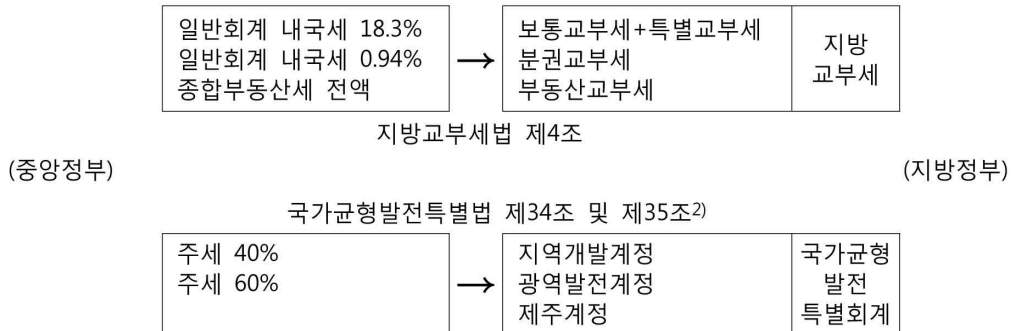 일반회계 내국세 18.3%
일반회계 내국세 0.94%
종합부동산세 전액
→
보통교부세+특별교부세
분권교부세
부동산교부세
지방
교부세
지방교부세법 제4조
(중앙정부)
(지방정부)
국가균형발전특별법 제34조 및 제35조2)
주세 40%
주세 60%
→
지역개발계정
광역발전계정
제주계정
국가균형
발전
특별회계